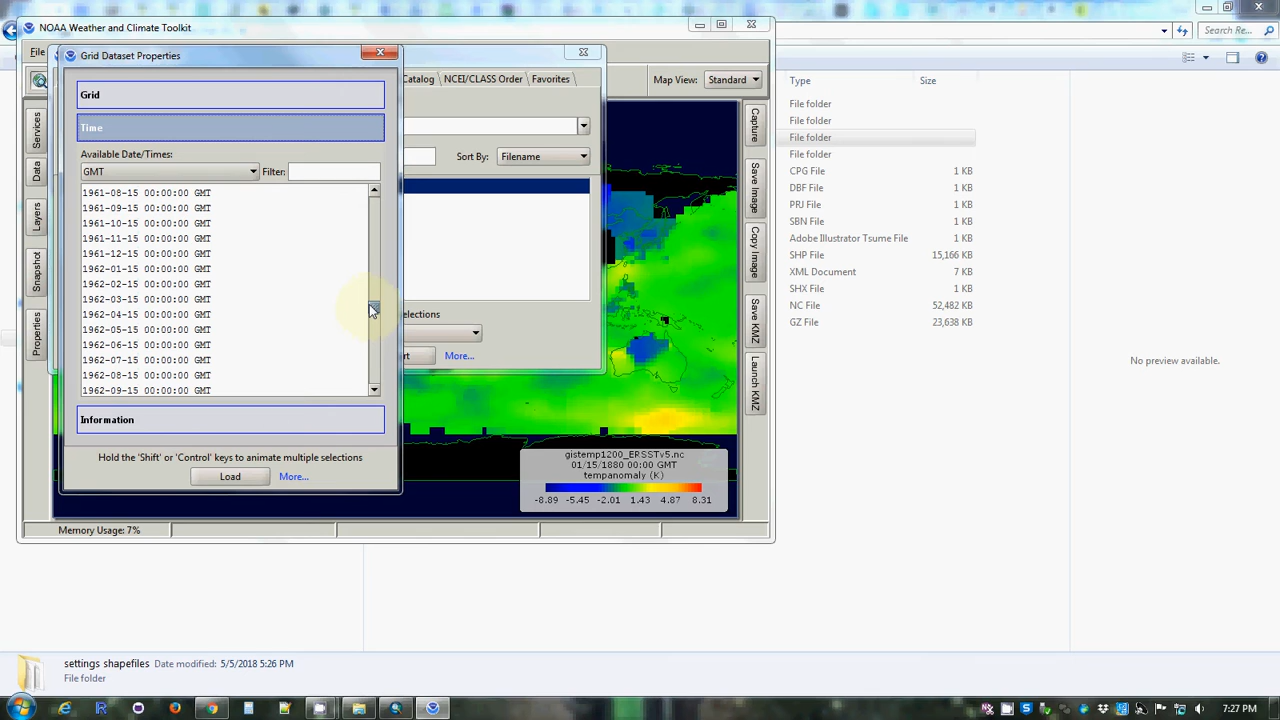 NOAA Weather and Climate Toolkit
Search Red
File
Grid Dataset Properties
Catalog
NCEI/CLASS Order
Favorites
Map View:
Standard
Type
Size
Grid
Time
Available Date/Times:
GMT
Filter:
Sort By:
Filename
1961-08-15 00:00:00 GMT
1961-09-15 00:00:00 GMT
1961-10-15 00:00:00 GMT
1961-11-15 00:00:00 GMT
1961-12-15 00:00:00 GMT
1962-01-15 00:00:00 GMT
1962-02-15 00:00:00 GMT
1962-03-15 00:00:00 GMT
1962-04-15 00:00:00 GMT
1962-05-15 00:00:00 GMT
1962-06-15 00:00:00 GMT
1962-07-15 00:00:00 GMT
1962-08-15 00:00:00 GMT
1962-09-15 00:00:00 GMT
Services
Data
Layers
Snapshot
Properties
elections
rt
More...
Information
Hold the 'Shift' or 'Control' keys to animate multiple selections
Load
More...
Capture
Save Image
Copy Image
Save KMZ
Launch KMZ
gistemp1200_ERSSTv5.nc
01/15/1880 00:00 GMT
tempanomaly (K)
-8.89 -5.45 -2.01 1.43 4.87 8.31
Memory Usage: 7%
File folder
File folder
File folder
File folder
CPG File 1 KB
DBF File 1 KB
PRJ File 1 KB
SBN File 1 KB
Adobe Illustrator Tsume File 1 KB
SHP File 15,166 KB
XML Document 7 KB
SHX File 1 KB
NC File 52,482 KB
GZ File 23,638 KB
No preview available.
settings shapefiles Date modified: 5/5/2018 5:26 PM
File folder
7:27 PM